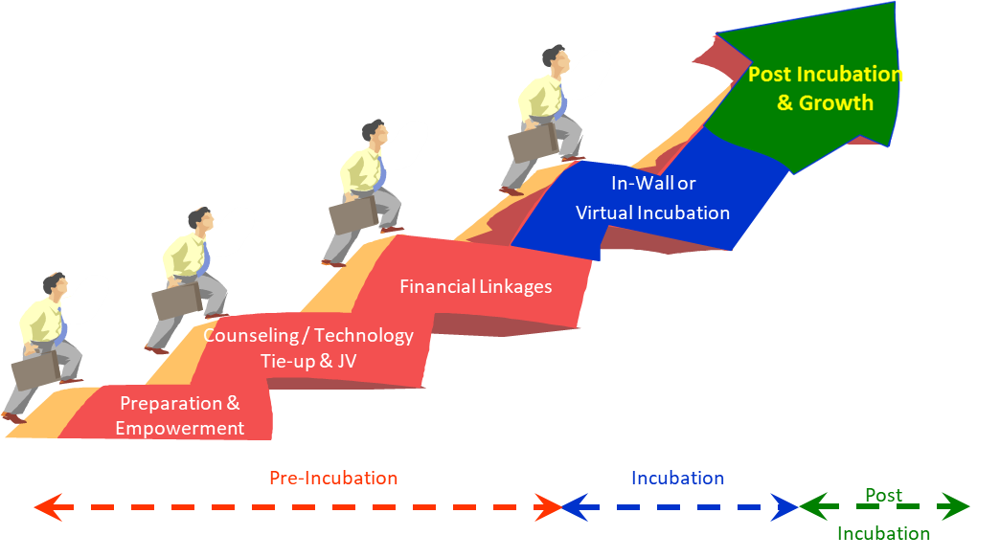 Post Incubation
& Growth
In-Wall or
Virtual Incubation
Financial Linkages
Counseling / Technology
Tie-up & JV
Preparation &
Empowerment
Pre-Incubation
Incubation
Post
Incubation